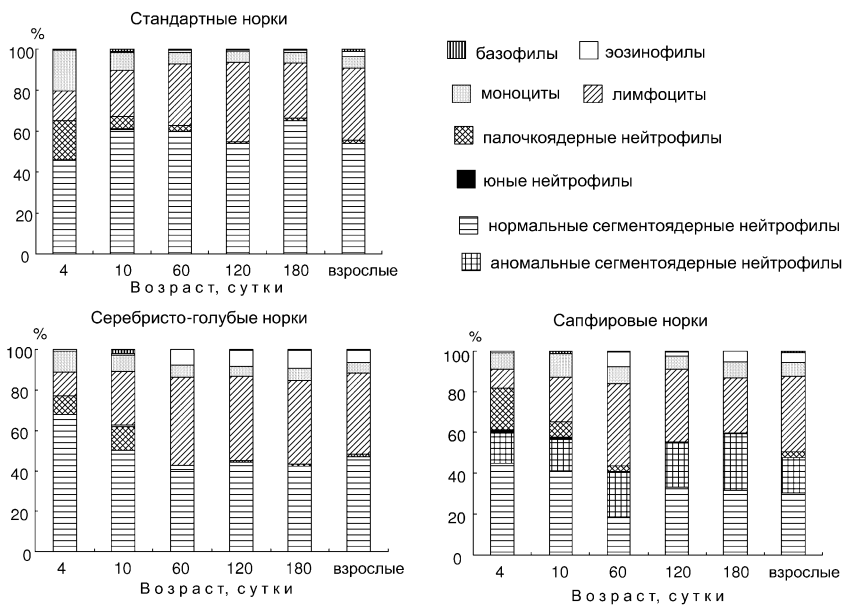 Стандартные норки
%
100
80
60
40
20
0
4 10 60 120 180 взрослые
Возраст, сутки
базофилы эозинофилы
моноциты лимфоциты
палочкоядерные нейтрофилы
юные нейтрофилы
нормальные сегментоядерные нейтрофилы
аномальные сегментоядерные нейтрофилы
Серебристо-голубые норки
%
100
80
60
40
20
0
4 10 60 120 180 взрослые
Возраст, сутки
Сапфировые норки
%
100
80
60
40
20
0
4 10 60 120 180 взрослые
Возраст, сутки